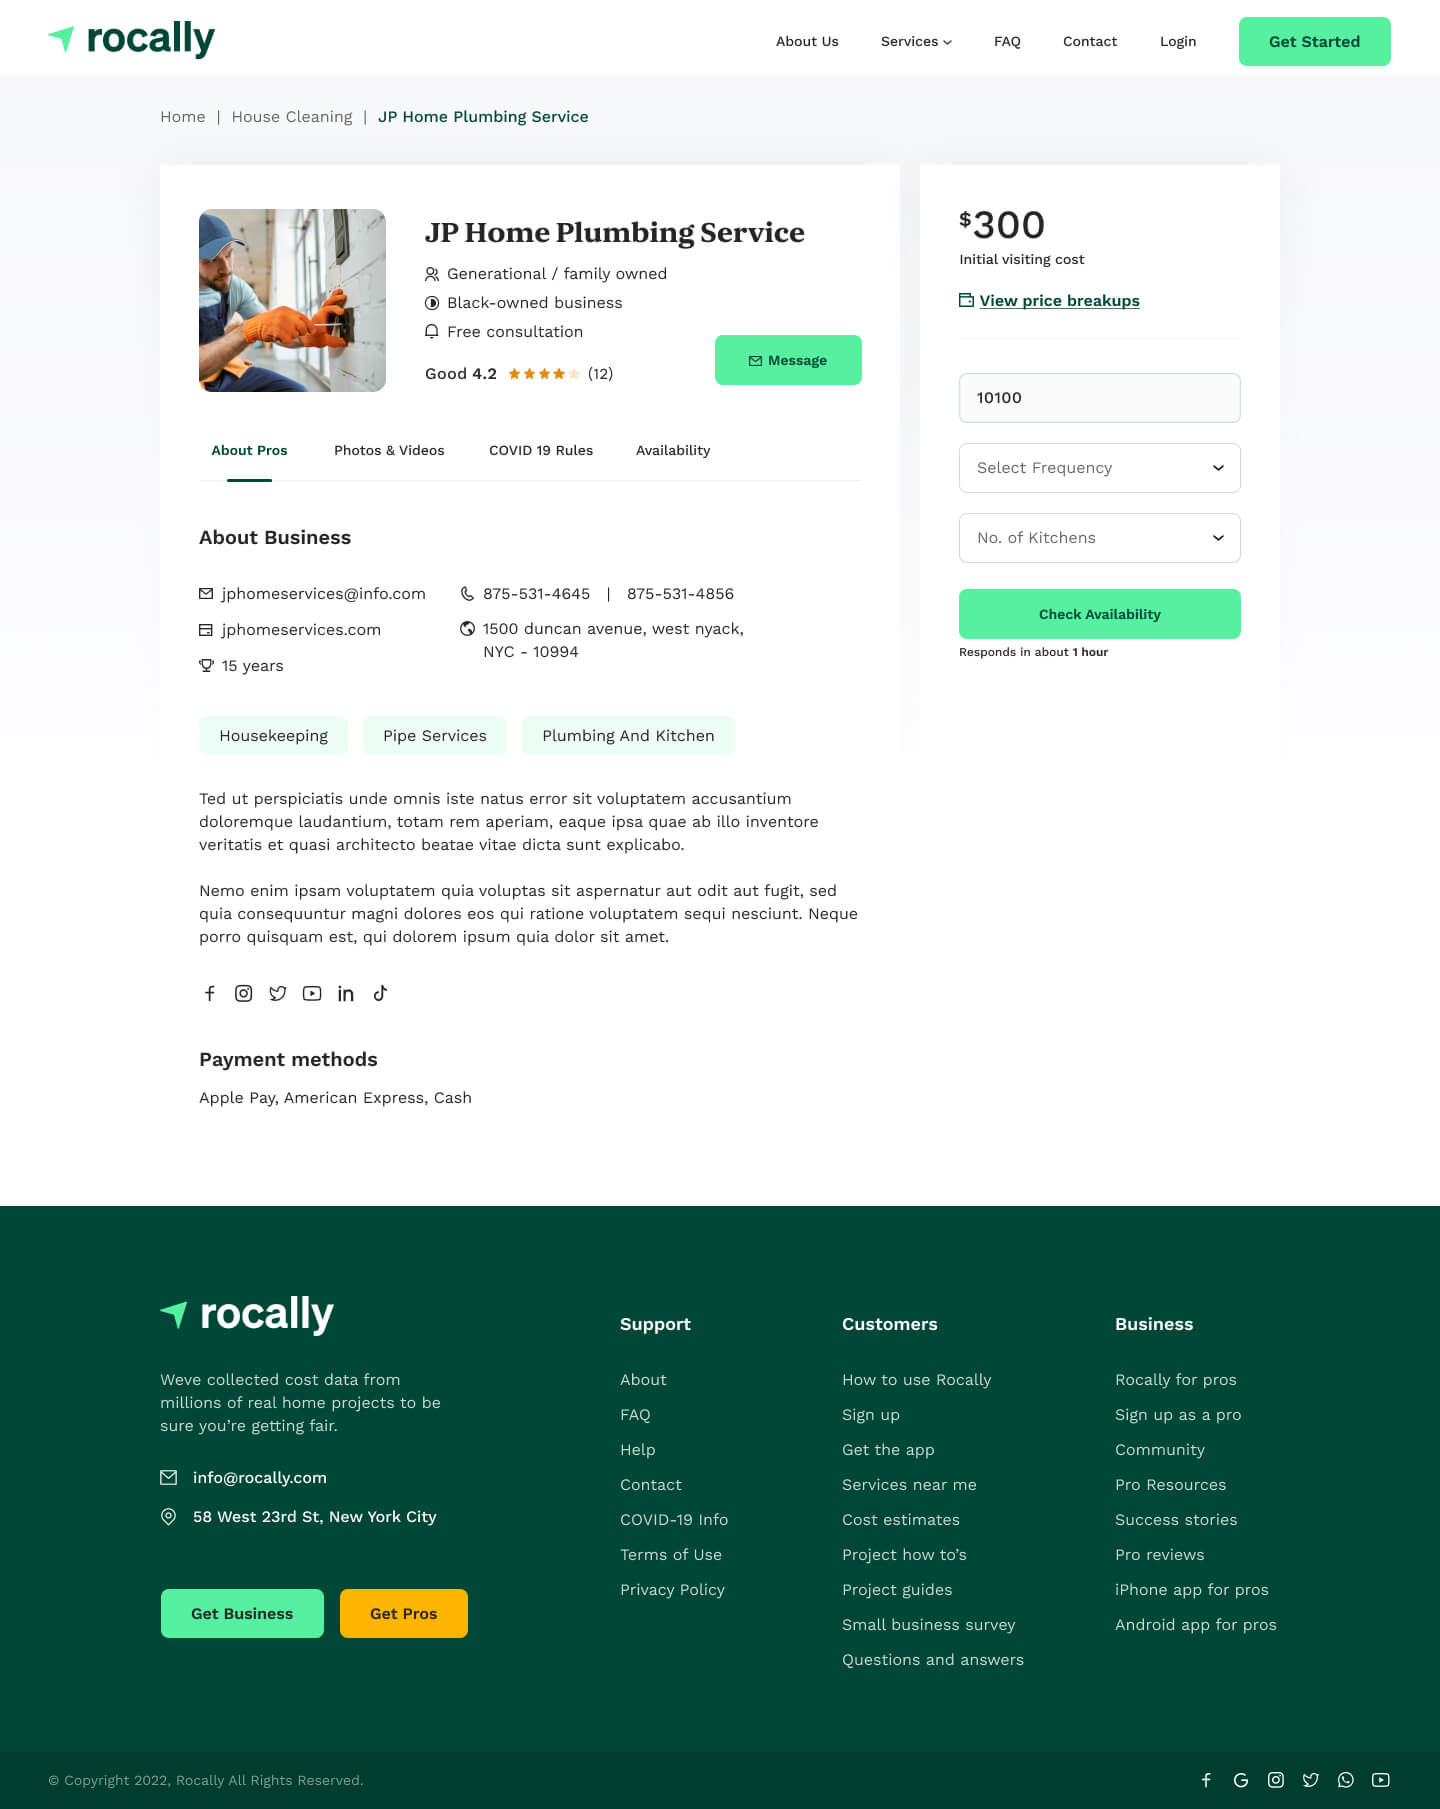 rocally
About Us Services FAQ Contact Login Get Started
Home | House Cleaning | JP Home Plumbing Service
JP Home Plumbing Service
Generational / family owned
Black-owned business
Free consultation
Good 4.2 (12)
Message
About Pros Photos & Videos COVID 19 Rules Availability
About Business
jphomeservices@info.com
jphomeservices.com
15 years
875-531-4645 | 875-531-4856
1500 duncan avenue, west nyack,
NYC - 10994
Housekeeping Pipe Services Plumbing And Kitchen
Ted ut perspiciatis unde omnis iste natus error sit voluptatem accusantium
doloremque laudantium, totam rem aperiam, eaque ipsa quae ab illo inventore
veritatis et quasi architecto beatae vitae dicta sunt explicabo.
Nemo enim ipsam voluptatem quia voluptas sit aspernatur aut odit aut fugit, sed
quia consequuntur magni dolores eos qui ratione voluptatem sequi nesciunt. Neque
porro quisquam est, qui dolorem ipsum quia dolor sit amet.
Payment methods
Apple Pay, American Express, Cash
$300
Initial visiting cost
View price breakups
10100
Select Frequency
No. of Kitchens
Check Availability
Responds in about 1 hour
rocally
Weve collected cost data from
millions of real home projects to be
sure you’re getting fair.
info@rocally.com
58 West 23rd St, New York City
Get Business Get Pros
Support
About
FAQ
Help
Contact
COVID-19 Info
Terms of Use
Privacy Policy
Customers
How to use Rocally
Sign up
Get the app
Services near me
Cost estimates
Project how to’s
Project guides
Small business survey
Questions and answers
Business
Rocally for pros
Sign up as a pro
Community
Pro Resources
Success stories
Pro reviews
iPhone app for pros
Android app for pros
© Copyright 2022, Rocally All Rights Reserved.